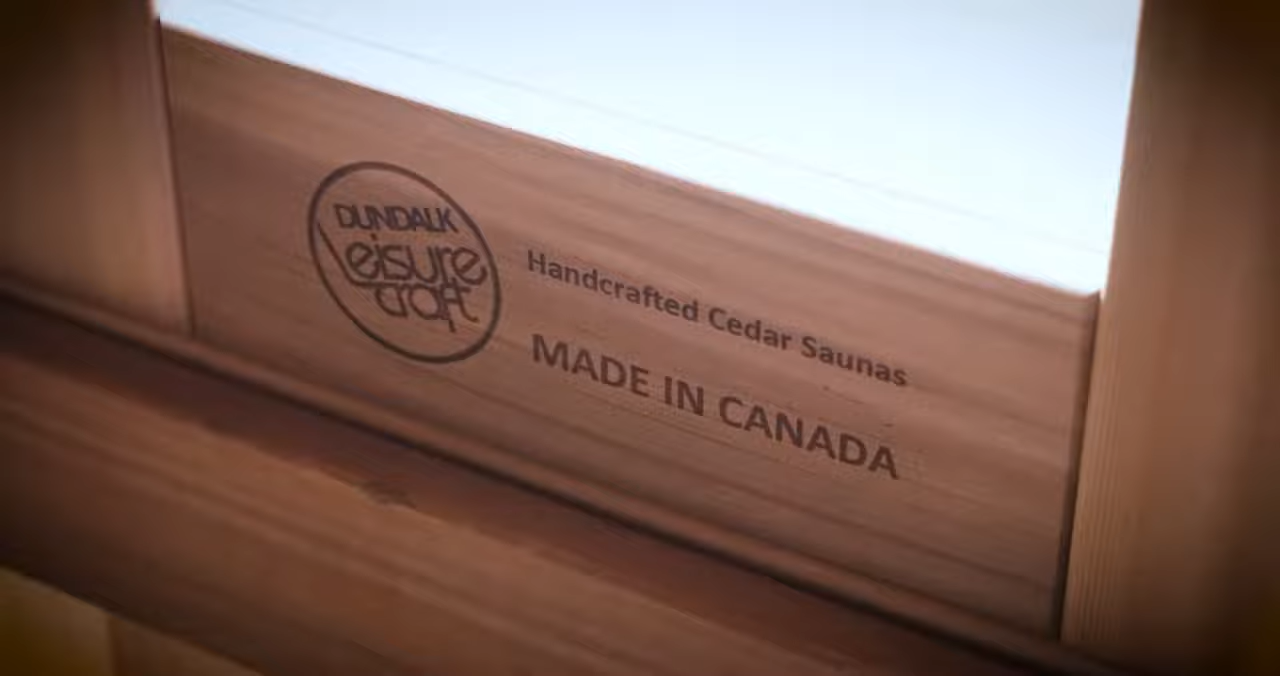 DUNDALK
Leisure
craft
Handcrafted Cedar Saunas
MADE IN CANADA